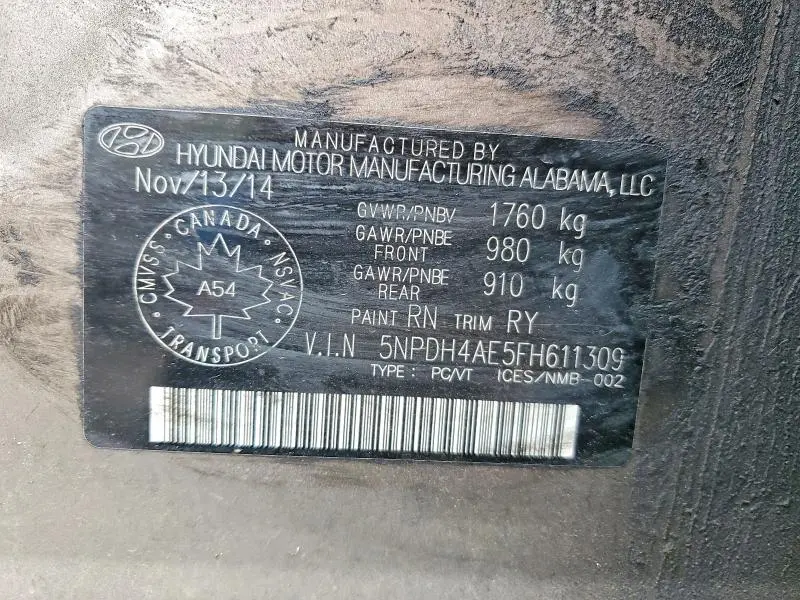 MANUFACTURED BY
HYUNDAI MOTOR MANUFACTURING ALABAMA, LLC
Nov/13/14
GVWR/PNBV 1760 kg
GAWR/PNBE FRONT 980 kg
GAWR/PNBE REAR 910 kg
PAINT RN TRIM RY
CANADA
CMVSS NSVAC
A54
TRANSPORT
V.I.N 5NPDH4AE5FH611309
TYPE : PC/VT ICES/NMB-002